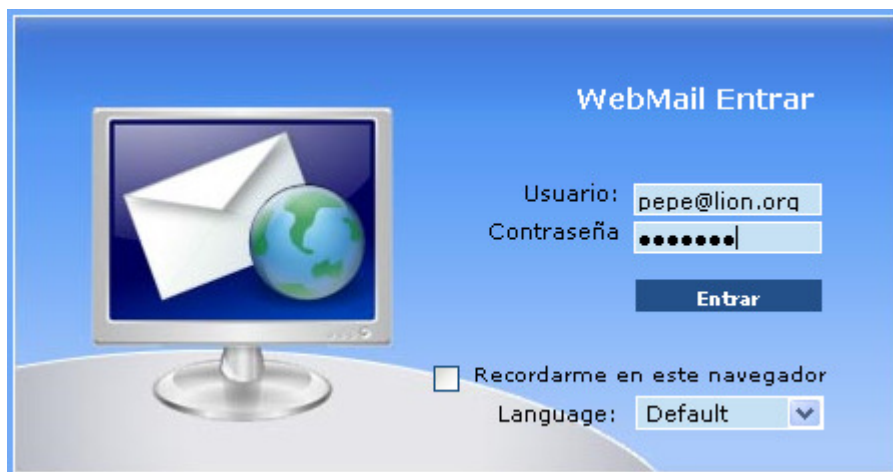 WebMail Entrar
Usuario: pepe@lion.org
Contraseña •••••••
Entrar
Recordarme en este navegador
Language: Default